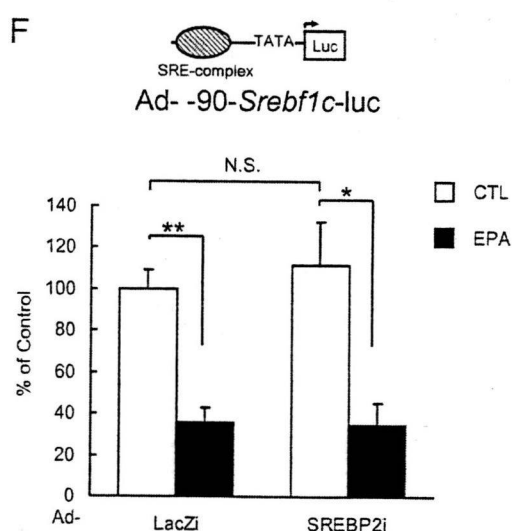 F
TATA
Luc
SRE-complex
Ad- -90-Srebf1c-luc
N.S.
CTL
EPA
**
*
% of Control
140
120
100
80
60
40
20
0
Ad-
LacZi
SREBP2i